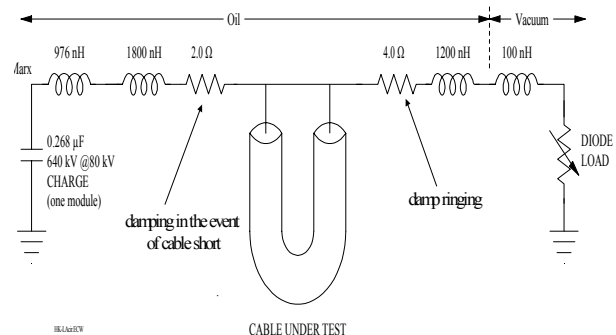 Oil
Vacuum
Marx
976 nH
1800 nH
2.0 Ω
4.0 Ω
1200 nH
100 nH
0.268 µF
640 kV @80 kV
CHARGE
(one module)
DIODE
LOAD
damping in the event
of cable short
damp ringing
CABLE UNDER TEST